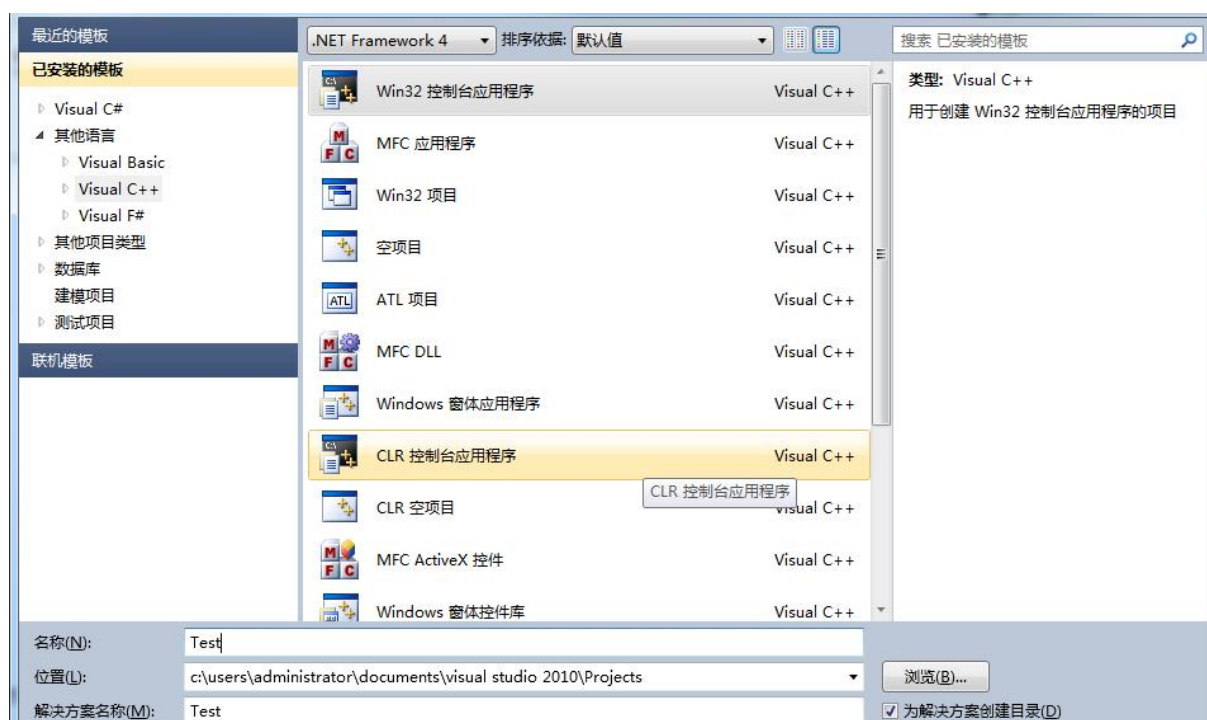 最近的模板
.NET Framework 4 排序依据: 默认值
搜索 已安装的模板
已安装的模板
Visual C#
其他语言
Visual Basic
Visual C++
Visual F#
其他项目类型
数据库
建模项目
测试项目
联机模板
Win32 控制台应用程序 Visual C++
MFC 应用程序 Visual C++
Win32 项目 Visual C++
空项目 Visual C++
ATL 项目 Visual C++
MFC DLL Visual C++
Windows 窗体应用程序 Visual C++
CLR 控制台应用程序 Visual C++
CLR 控制台应用程序
CLR 空项目 Visual C++
MFC ActiveX 控件 Visual C++
Windows 窗体控件库 Visual C++
类型: Visual C++
用于创建 Win32 控制台应用程序的项目
名称(N): Test
位置(L): c:\users\administrator\documents\visual studio 2010\Projects 浏览(B)...
解决方案名称(M): Test 为解决方案创建目录(D)